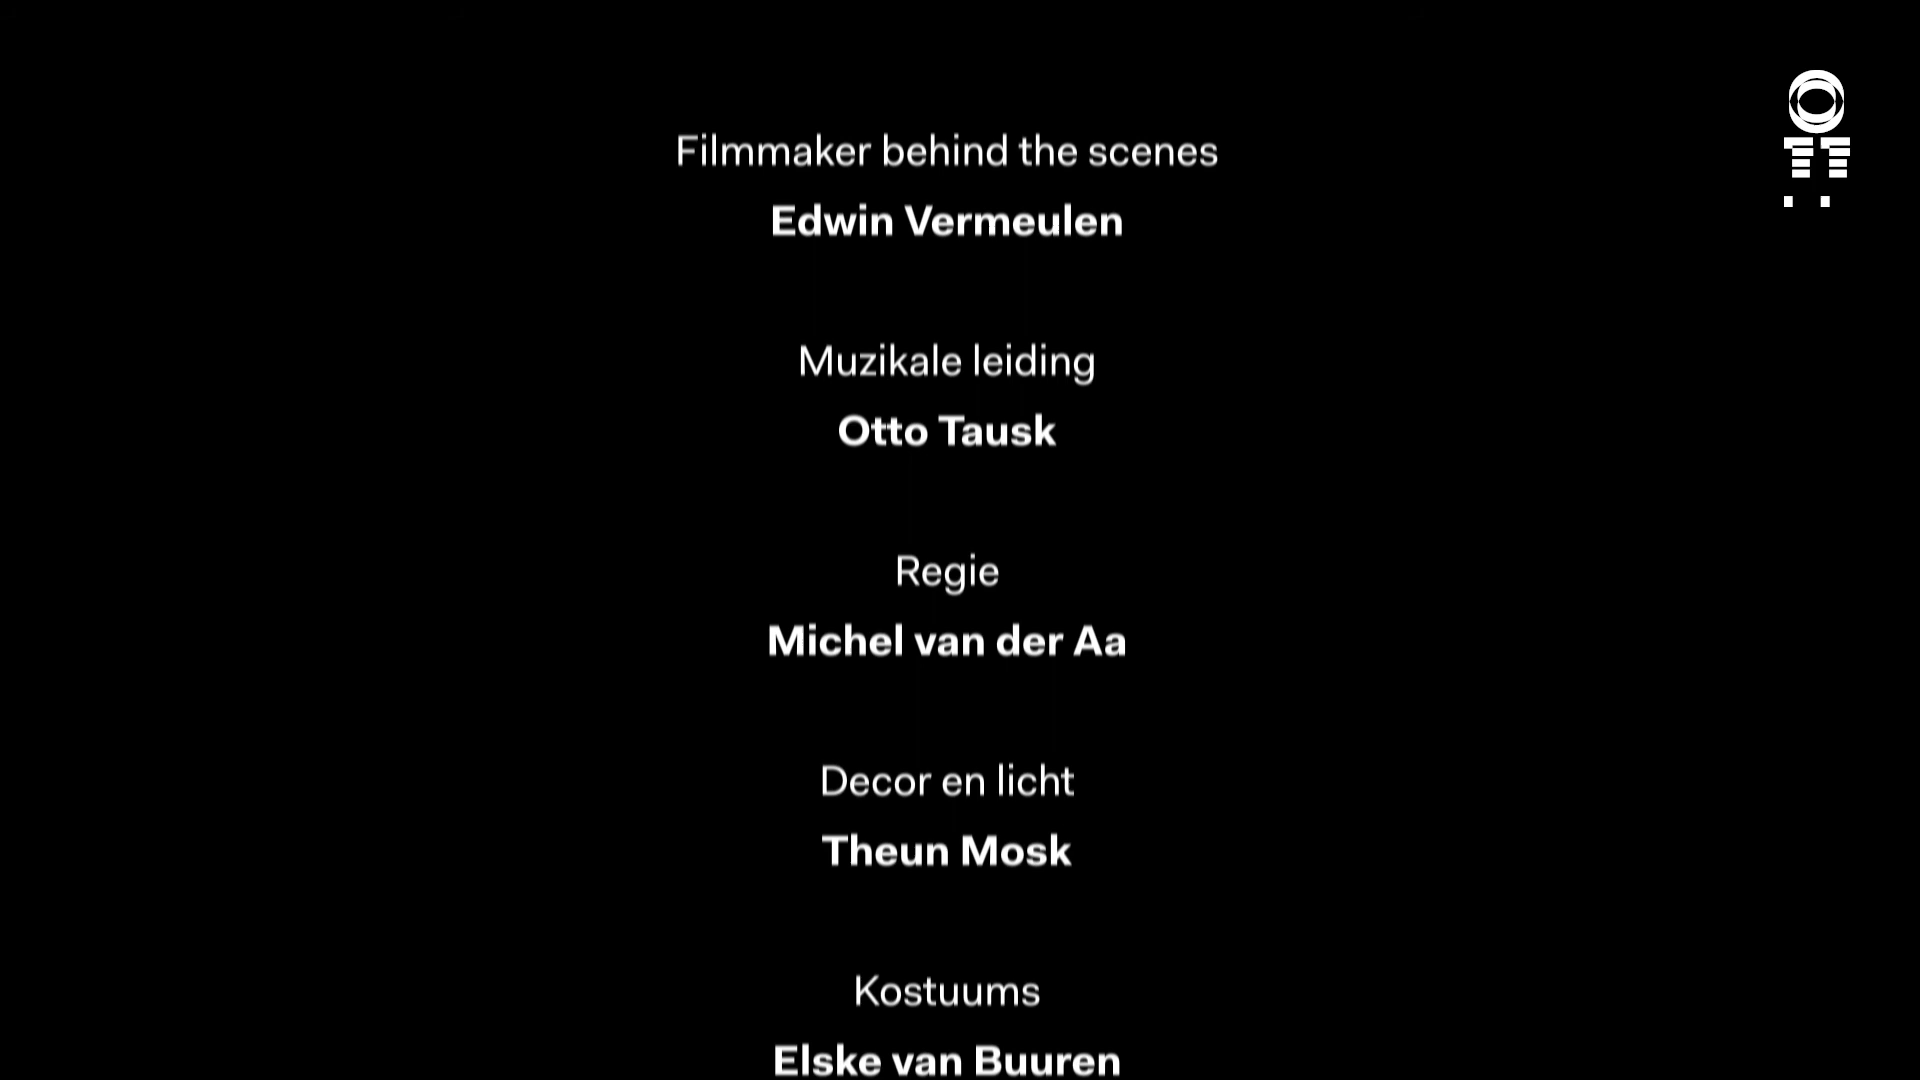 Filmmaker behind the scenes
Edwin Vermeulen
Muzikale leiding
Otto Tausk
Regie
Michel van der Aa
Decor en licht
Theun Mosk
Kostuums
Elske van Buuren